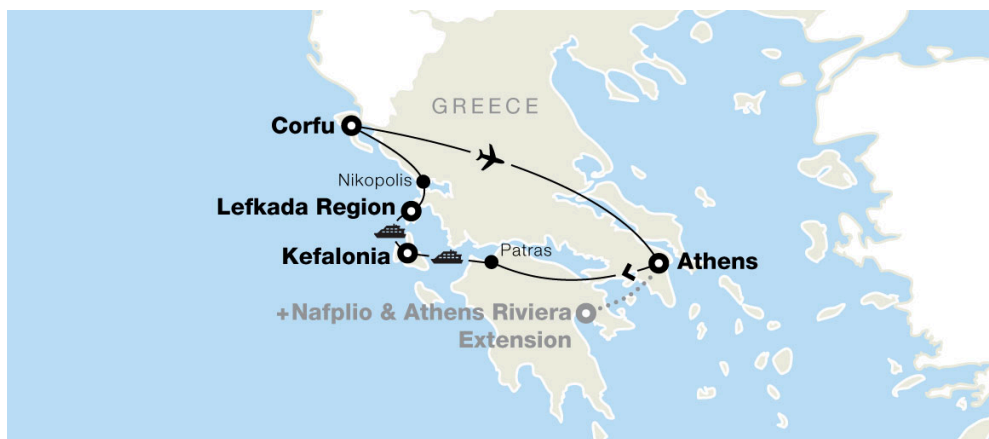 GREECE
Corfu
Nikopolis
Lefkada Region
Kefalonia
Patras
Athens
+Nafplio & Athens Riviera
Extension